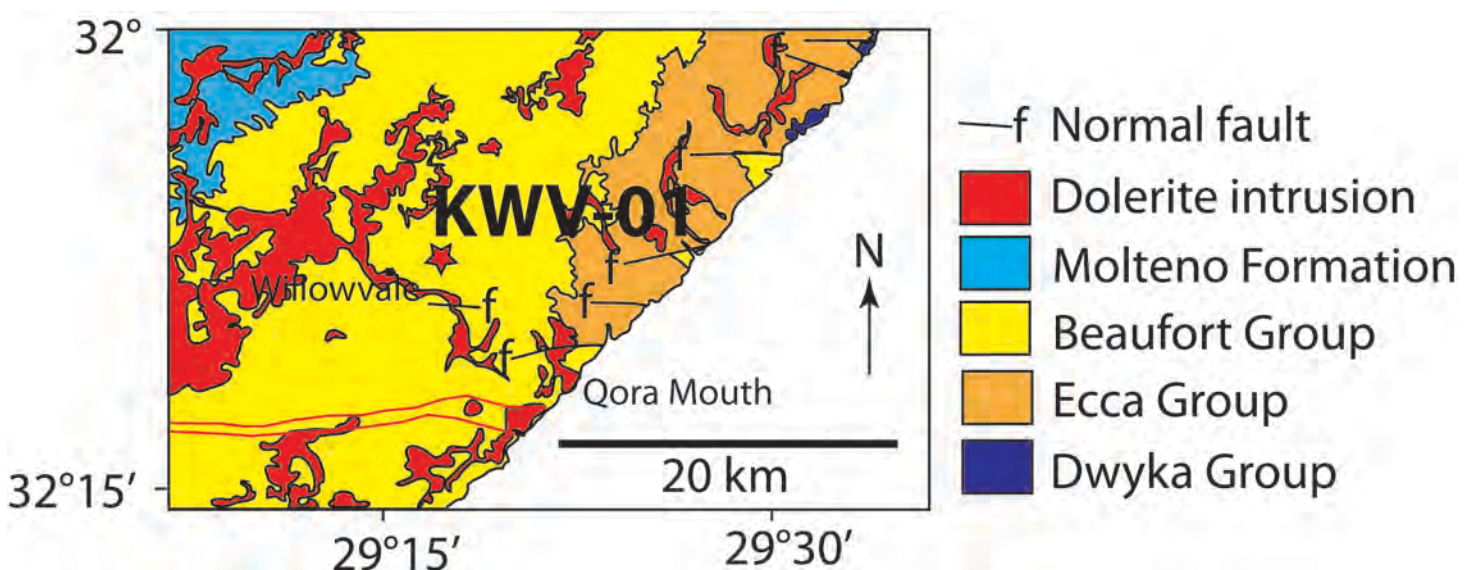 32°
32°15′
29°15′
29°30′
KWV-01
Willowvale
Qora Mouth
N
20 km
f
f
f
f
f
f
f Normal fault
Dolerite intrusion
Molteno Formation
Beaufort Group
Ecca Group
Dwyka Group